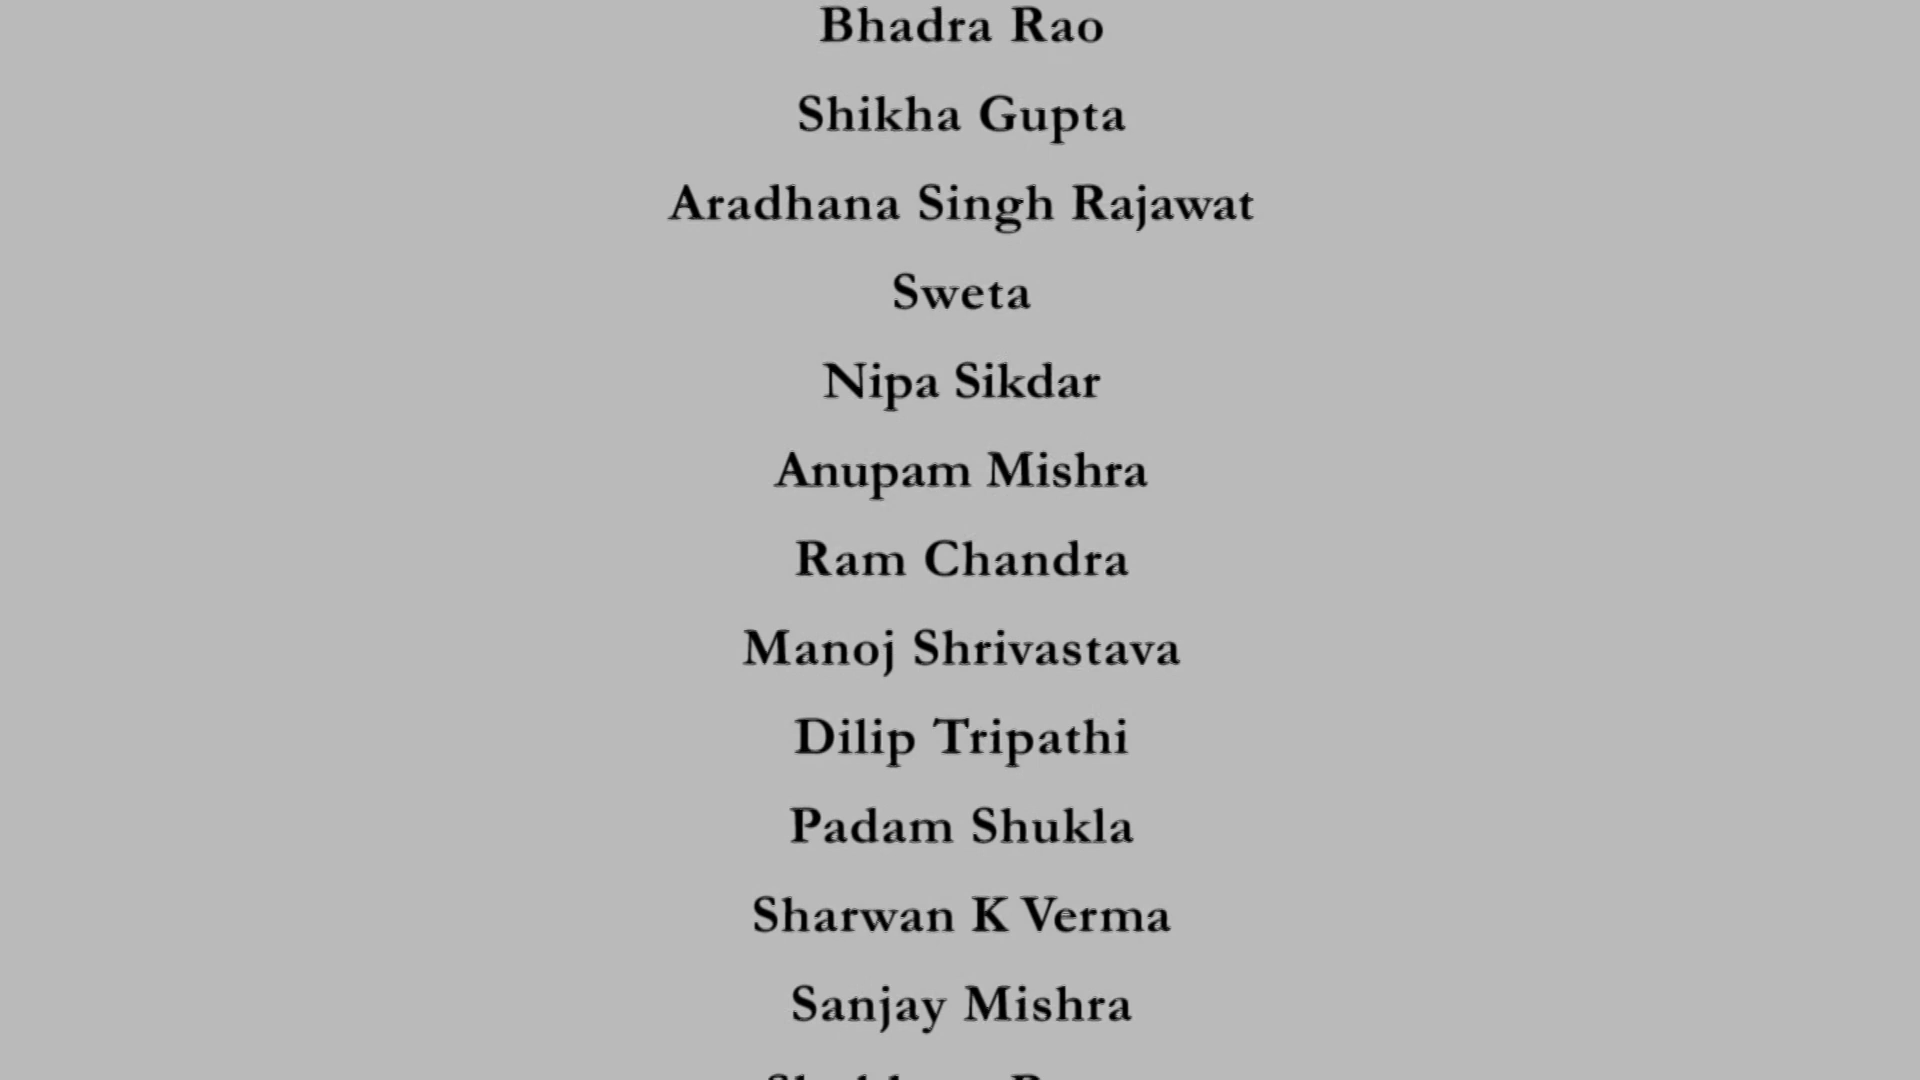 Bhadra Rao
Shikha Gupta
Aradhana Singh Rajawat
Sweta
Nipa Sikdar
Anupam Mishra
Ram Chandra
Manoj Shrivastava
Dilip Tripathi
Padam Shukla
Sharwan K Verma
Sanjay Mishra